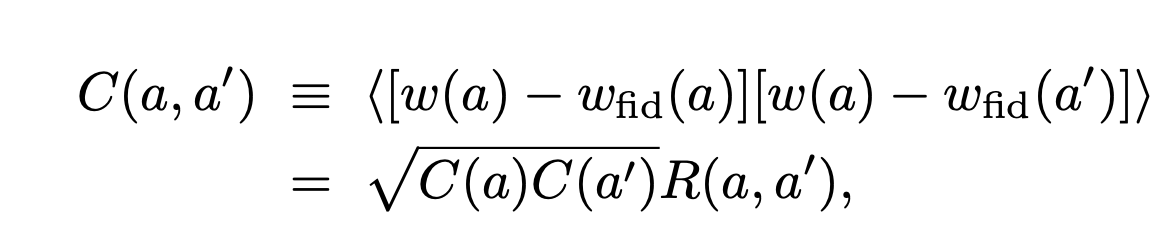 C(a, a′) ≡ ⟨[w(a) − w_fid(a)][w(a) − w_fid(a′)]⟩
= √(C(a)C(a′))R(a, a′),